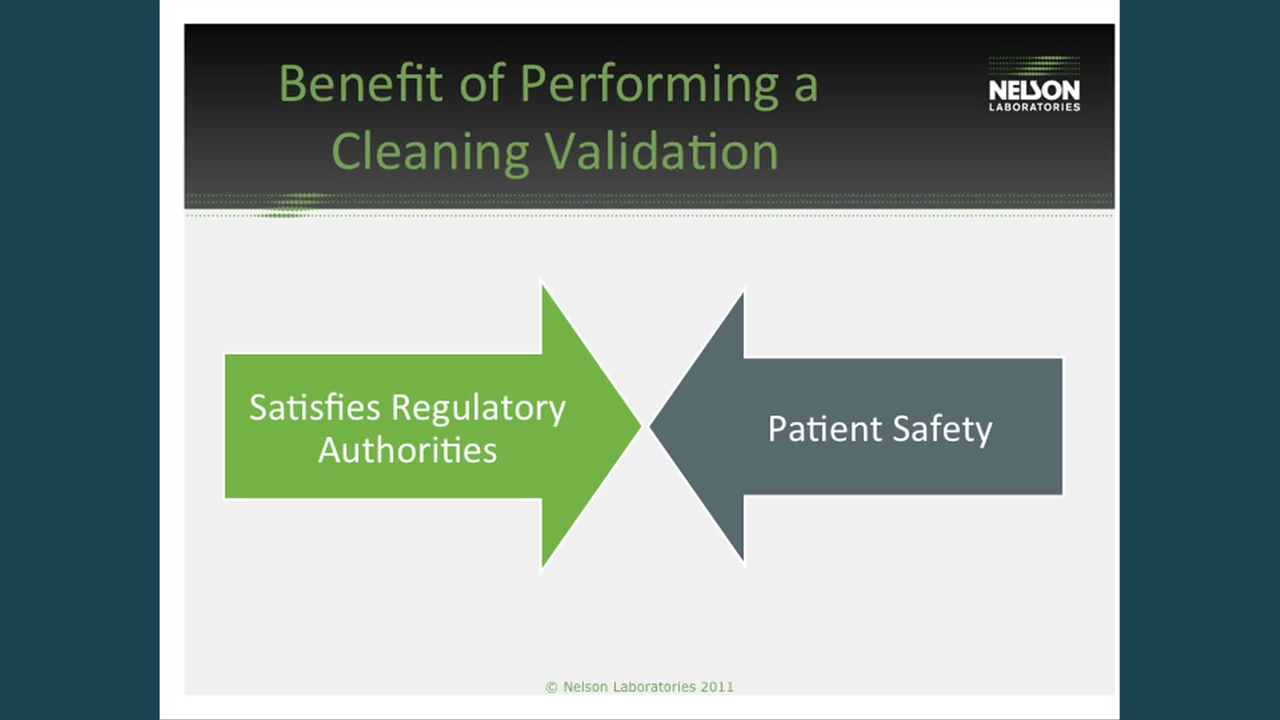 Benefit of Performing a
Cleaning Validation
NELSON
LABORATORIES
Satisfies Regulatory
Authorities
Patient Safety
© Nelson Laboratories 2011